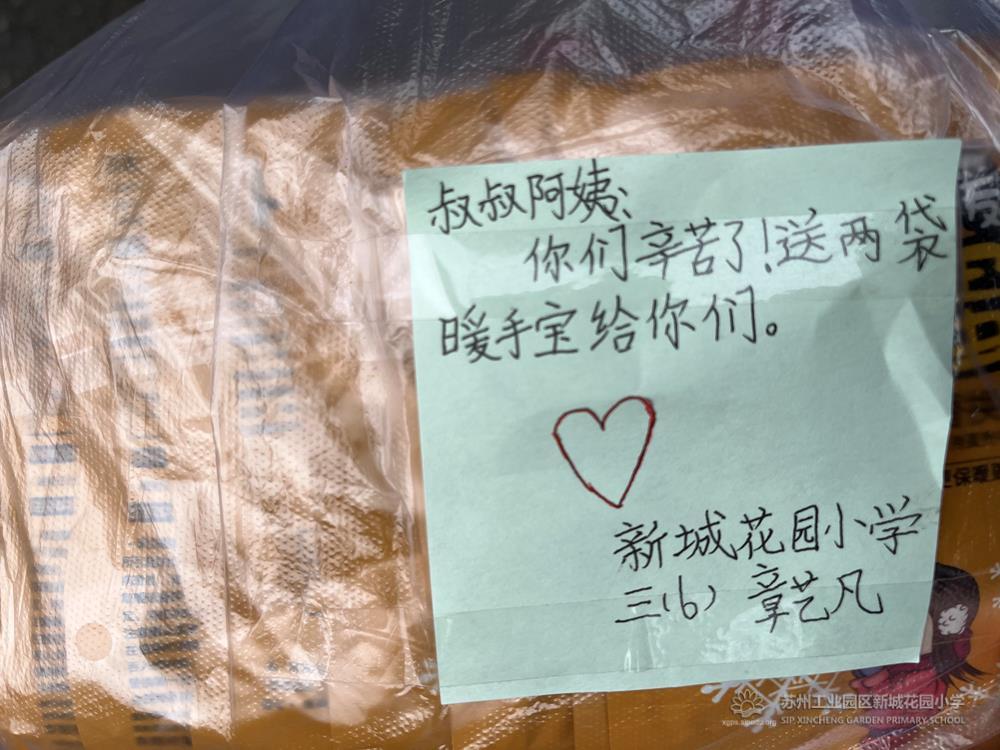 叔叔阿姨:
你们辛苦了!送两袋
暖手宝给你们。
新城花园小学
三(6) 章艺凡
苏州工业园区新城花园小学
SIP XINCHENG GARDEN PRIMARY SCHOOL